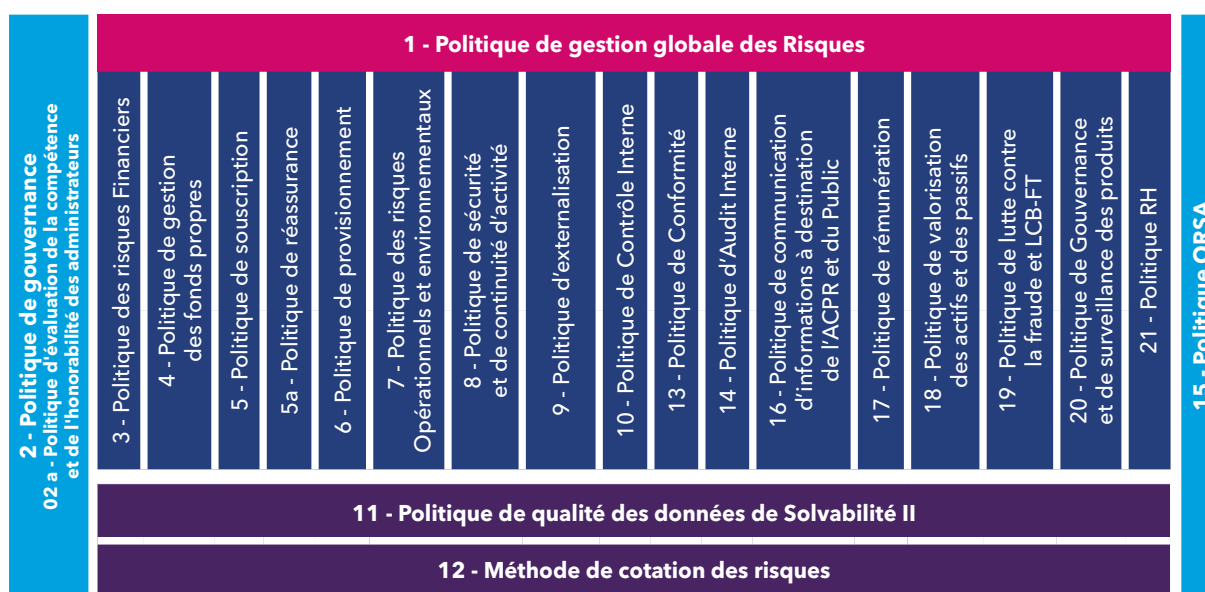 1 - Politique de gestion globale des Risques
2 - Politique de gouvernance
02 a - Politique d'évaluation de la compétence
et de l'honorabilité des administrateurs
3 - Politique des risques Financiers
4 - Politique de gestion
des fonds propres
5 - Politique de souscription
5a - Politique de réassurance
6 - Politique de provisionnement
7 - Politique des risques
Opérationnels et environnementaux
8 - Politique de sécurité
et de continuité d'activité
9 - Politique d'externalisation
10 - Politique de Contrôle Interne
13 - Politique de Conformité
14 - Politique d'Audit Interne
16 - Politique de communication
d'informations à destination
de l'ACPR et du Public
17 - Politique de rémunération
18 - Politique de valorisation
des actifs et des passifs
19 - Politique de lutte contre
la fraude et LCB-FT
20 - Politique de Gouvernance
et de surveillance des produits
21 - Politique RH
15 - Politique ORSA
11 - Politique de qualité des données de Solvabilité II
12 - Méthode de cotation des risques